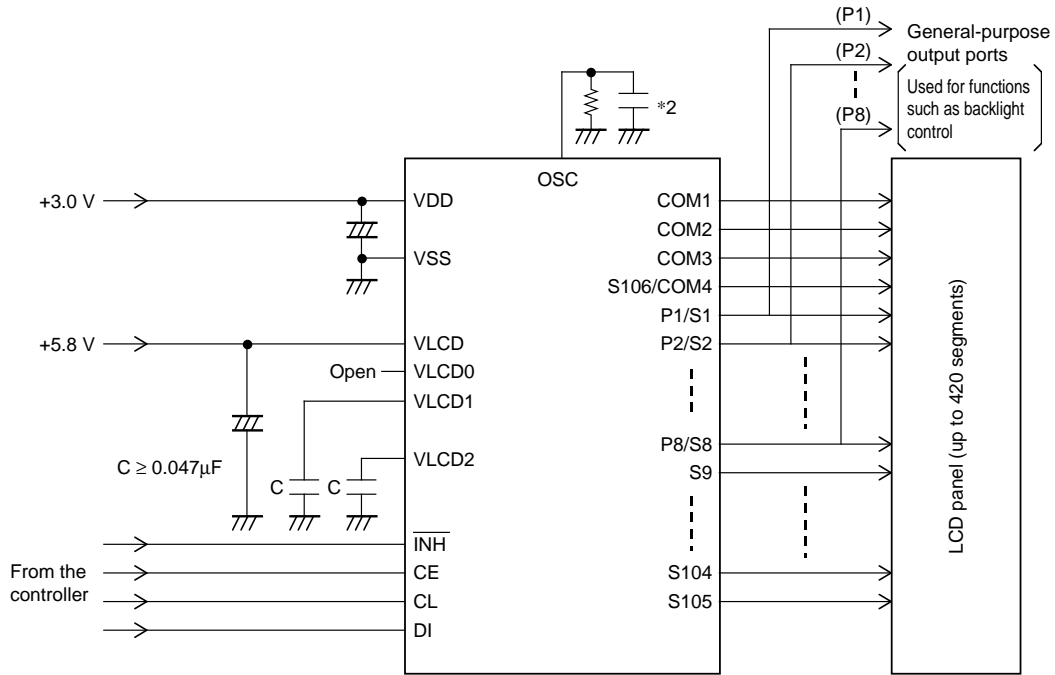 (P1)
General-purpose
output ports
(P2)
Used for functions
such as backlight
control
(P8)
*2
OSC
+3.0 V
VDD
VSS
+5.8 V
VLCD
Open
VLCD0
VLCD1
VLCD2
C ≥ 0.047μF
C
C
From the
controller
I̅N̅H̅
CE
CL
DI
COM1
COM2
COM3
S106/COM4
P1/S1
P2/S2
P8/S8
S9
S104
S105
LCD panel (up to 420 segments)